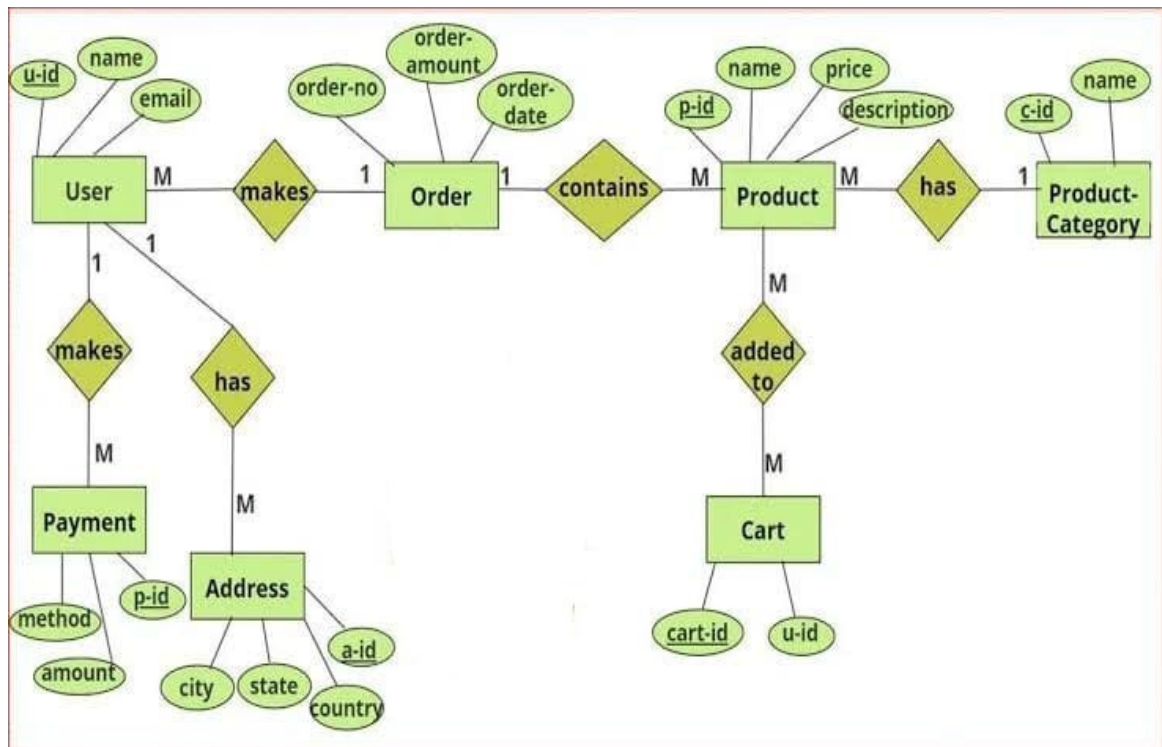 u-id
name
email
order-no
order-
amount
order-
date
p-id
name
price
description
c-id
name
User
M
makes
1
Order
1
contains
M
Product
M
has
1
Product-
Category
1
1
M
makes
has
added
to
M
M
M
Payment
Address
Cart
method
amount
p-id
city
state
country
a-id
cart-id
u-id